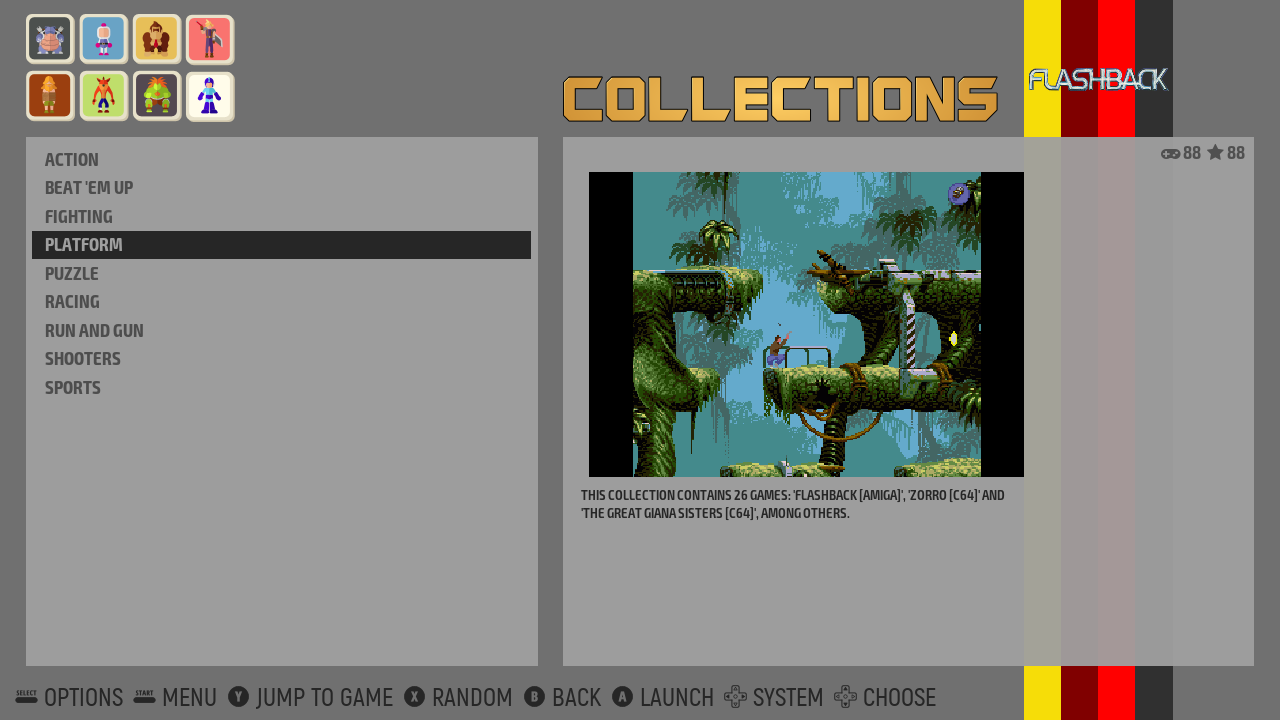 COLLECTIONS
FLASHBACK
88 88
ACTION
BEAT 'EM UP
FIGHTING
PLATFORM
PUZZLE
RACING
RUN AND GUN
SHOOTERS
SPORTS
THIS COLLECTION CONTAINS 26 GAMES: 'FLASHBACK [AMIGA]', 'ZORRO [C64]' AND
'THE GREAT GIANA SISTERS [C64]', AMONG OTHERS.
SELECT OPTIONS START MENU Y JUMP TO GAME X RANDOM B BACK A LAUNCH SYSTEM CHOOSE